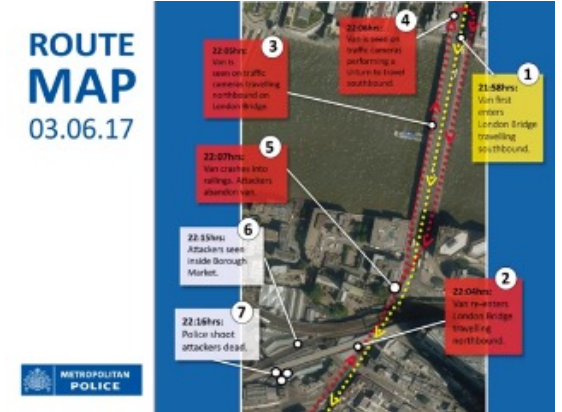 ROUTE
MAP
03.06.17
1
21:58hrs:
Van first
enters
London Bridge
travelling
southbound.
2
22:04hrs:
Van re-enters
London Bridge
travelling
northbound.
3
22:05hrs:
Van is
seen on traffic
cameras travelling
northbound on
London Bridge.
4
22:06hrs:
Van is seen on
traffic cameras
performing a
U-turn to travel
southbound.
5
22:07hrs:
Van crashes into
railings. Attackers
abandon van.
6
22:15hrs:
Attackers seen
inside Borough
Market.
7
22:16hrs:
Police shoot
attackers dead.
METROPOLITAN
POLICE